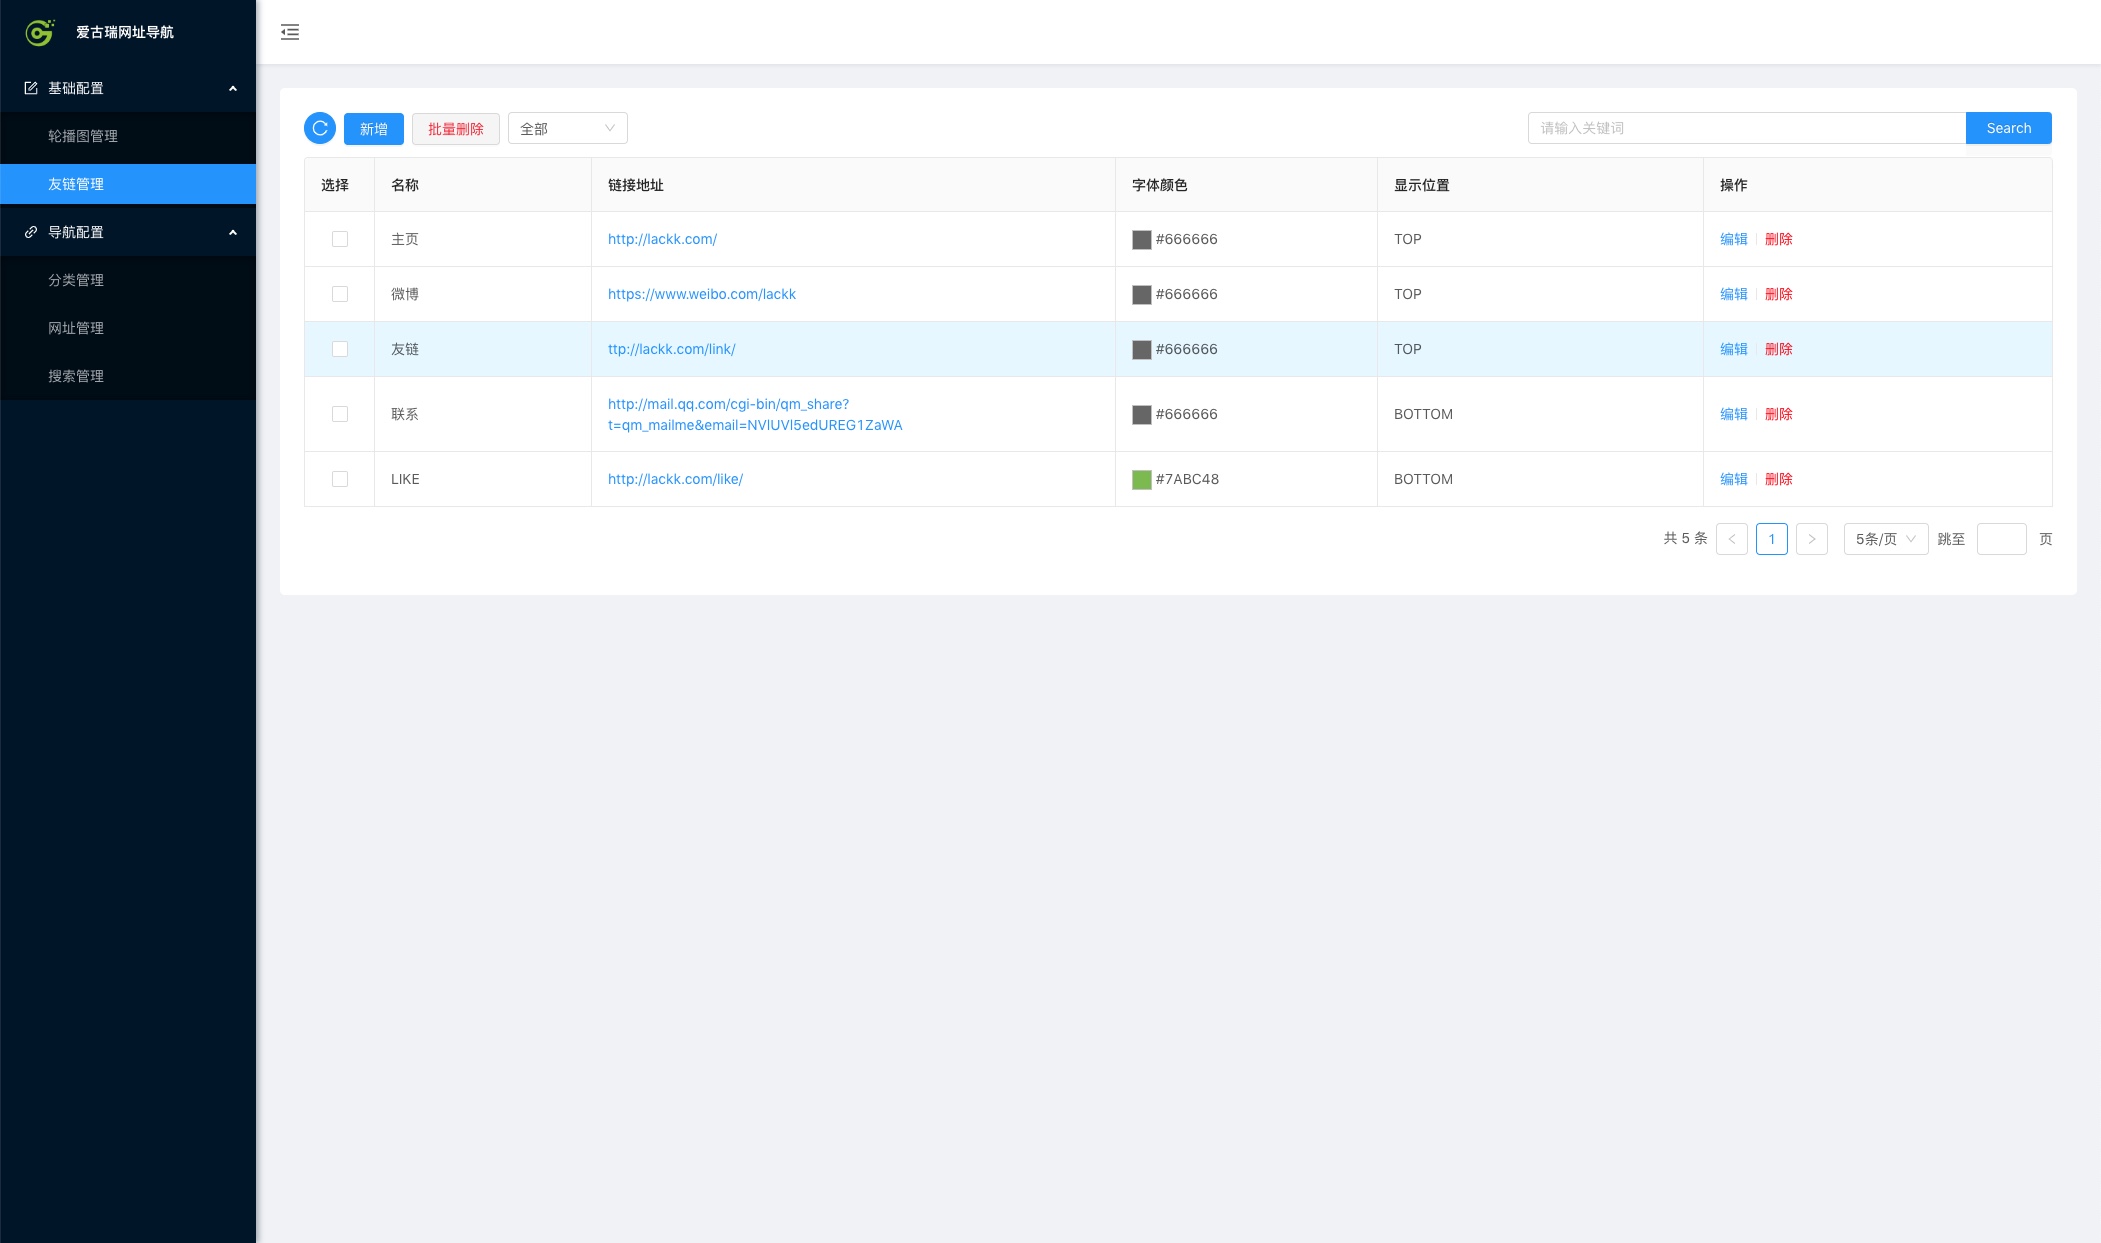 爱古瑞网址导航
基础配置
轮播图管理
友链管理
导航配置
分类管理
网址管理
搜索管理
新增 批量删除 全部 请输入关键词 Search
选择 名称 链接地址 字体颜色 显示位置 操作
主页 http://lackk.com/ #666666 TOP 编辑 删除
微博 https://www.weibo.com/lackk #666666 TOP 编辑 删除
友链 ttp://lackk.com/link/ #666666 TOP 编辑 删除
联系 http://mail.qq.com/cgi-bin/qm_share?
t=qm_mailme&email=NVlUVl5edUREG1ZaWA #666666 BOTTOM 编辑 删除
LIKE http://lackk.com/like/ #7ABC48 BOTTOM 编辑 删除
共 5 条 1 5条/页 跳至 页